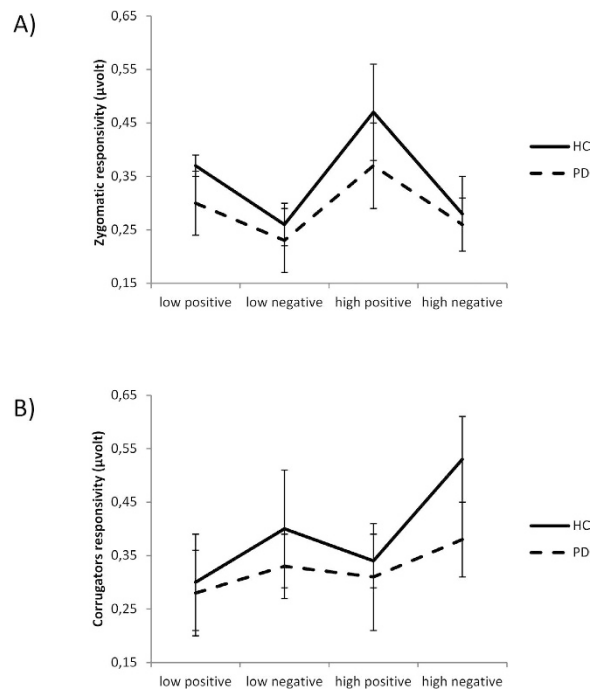 A)
Zygomatic responsivity (µvolt)
0,65
0,55
0,45
0,35
0,25
0,15
low positive low negative high positive high negative
HC
PD
B)
Corrugators responsivity (µvolt)
0,65
0,55
0,45
0,35
0,25
0,15
low positive low negative high positive high negative
HC
PD